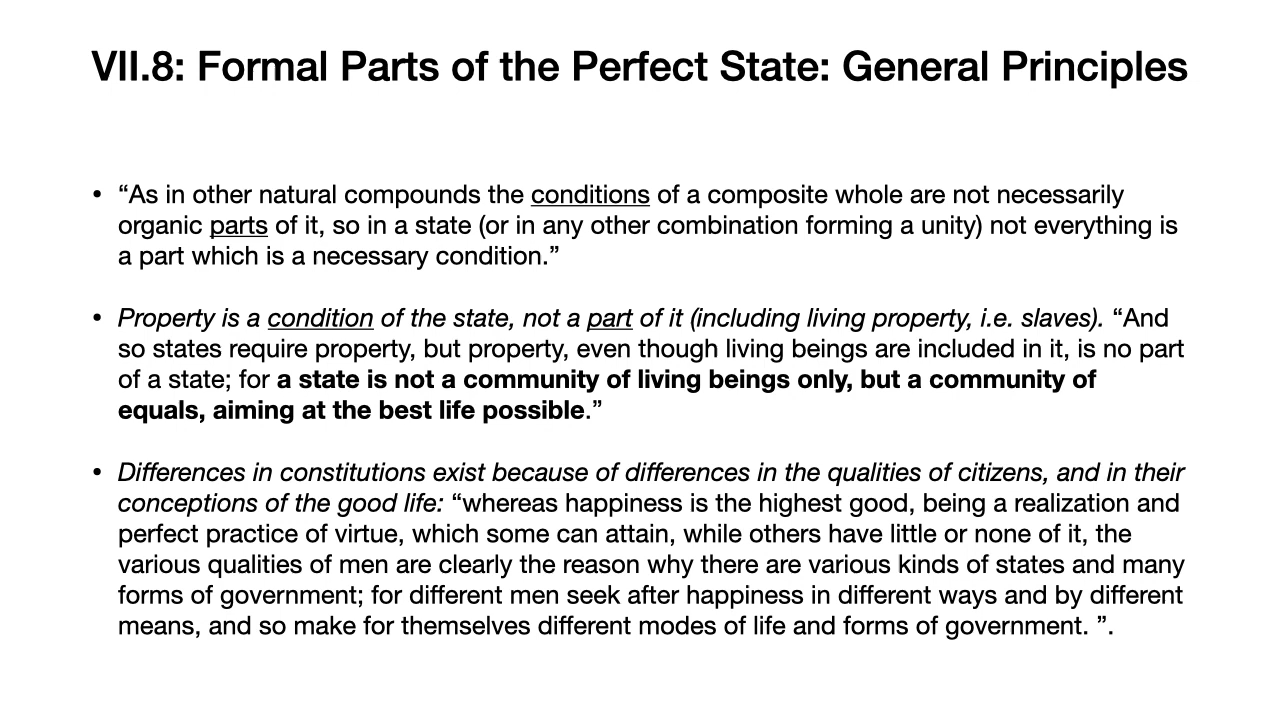 VII.8: Formal Parts of the Perfect State: General Principles
• “As in other natural compounds the conditions of a composite whole are not necessarily
organic parts of it, so in a state (or in any other combination forming a unity) not everything is
a part which is a necessary condition.”
• Property is a condition of the state, not a part of it (including living property, i.e. slaves). “And
so states require property, but property, even though living beings are included in it, is no part
of a state; for a state is not a community of living beings only, but a community of
equals, aiming at the best life possible.”
• Differences in constitutions exist because of differences in the qualities of citizens, and in their
conceptions of the good life: “whereas happiness is the highest good, being a realization and
perfect practice of virtue, which some can attain, while others have little or none of it, the
various qualities of men are clearly the reason why there are various kinds of states and many
forms of government; for different men seek after happiness in different ways and by different
means, and so make for themselves different modes of life and forms of government. ”.